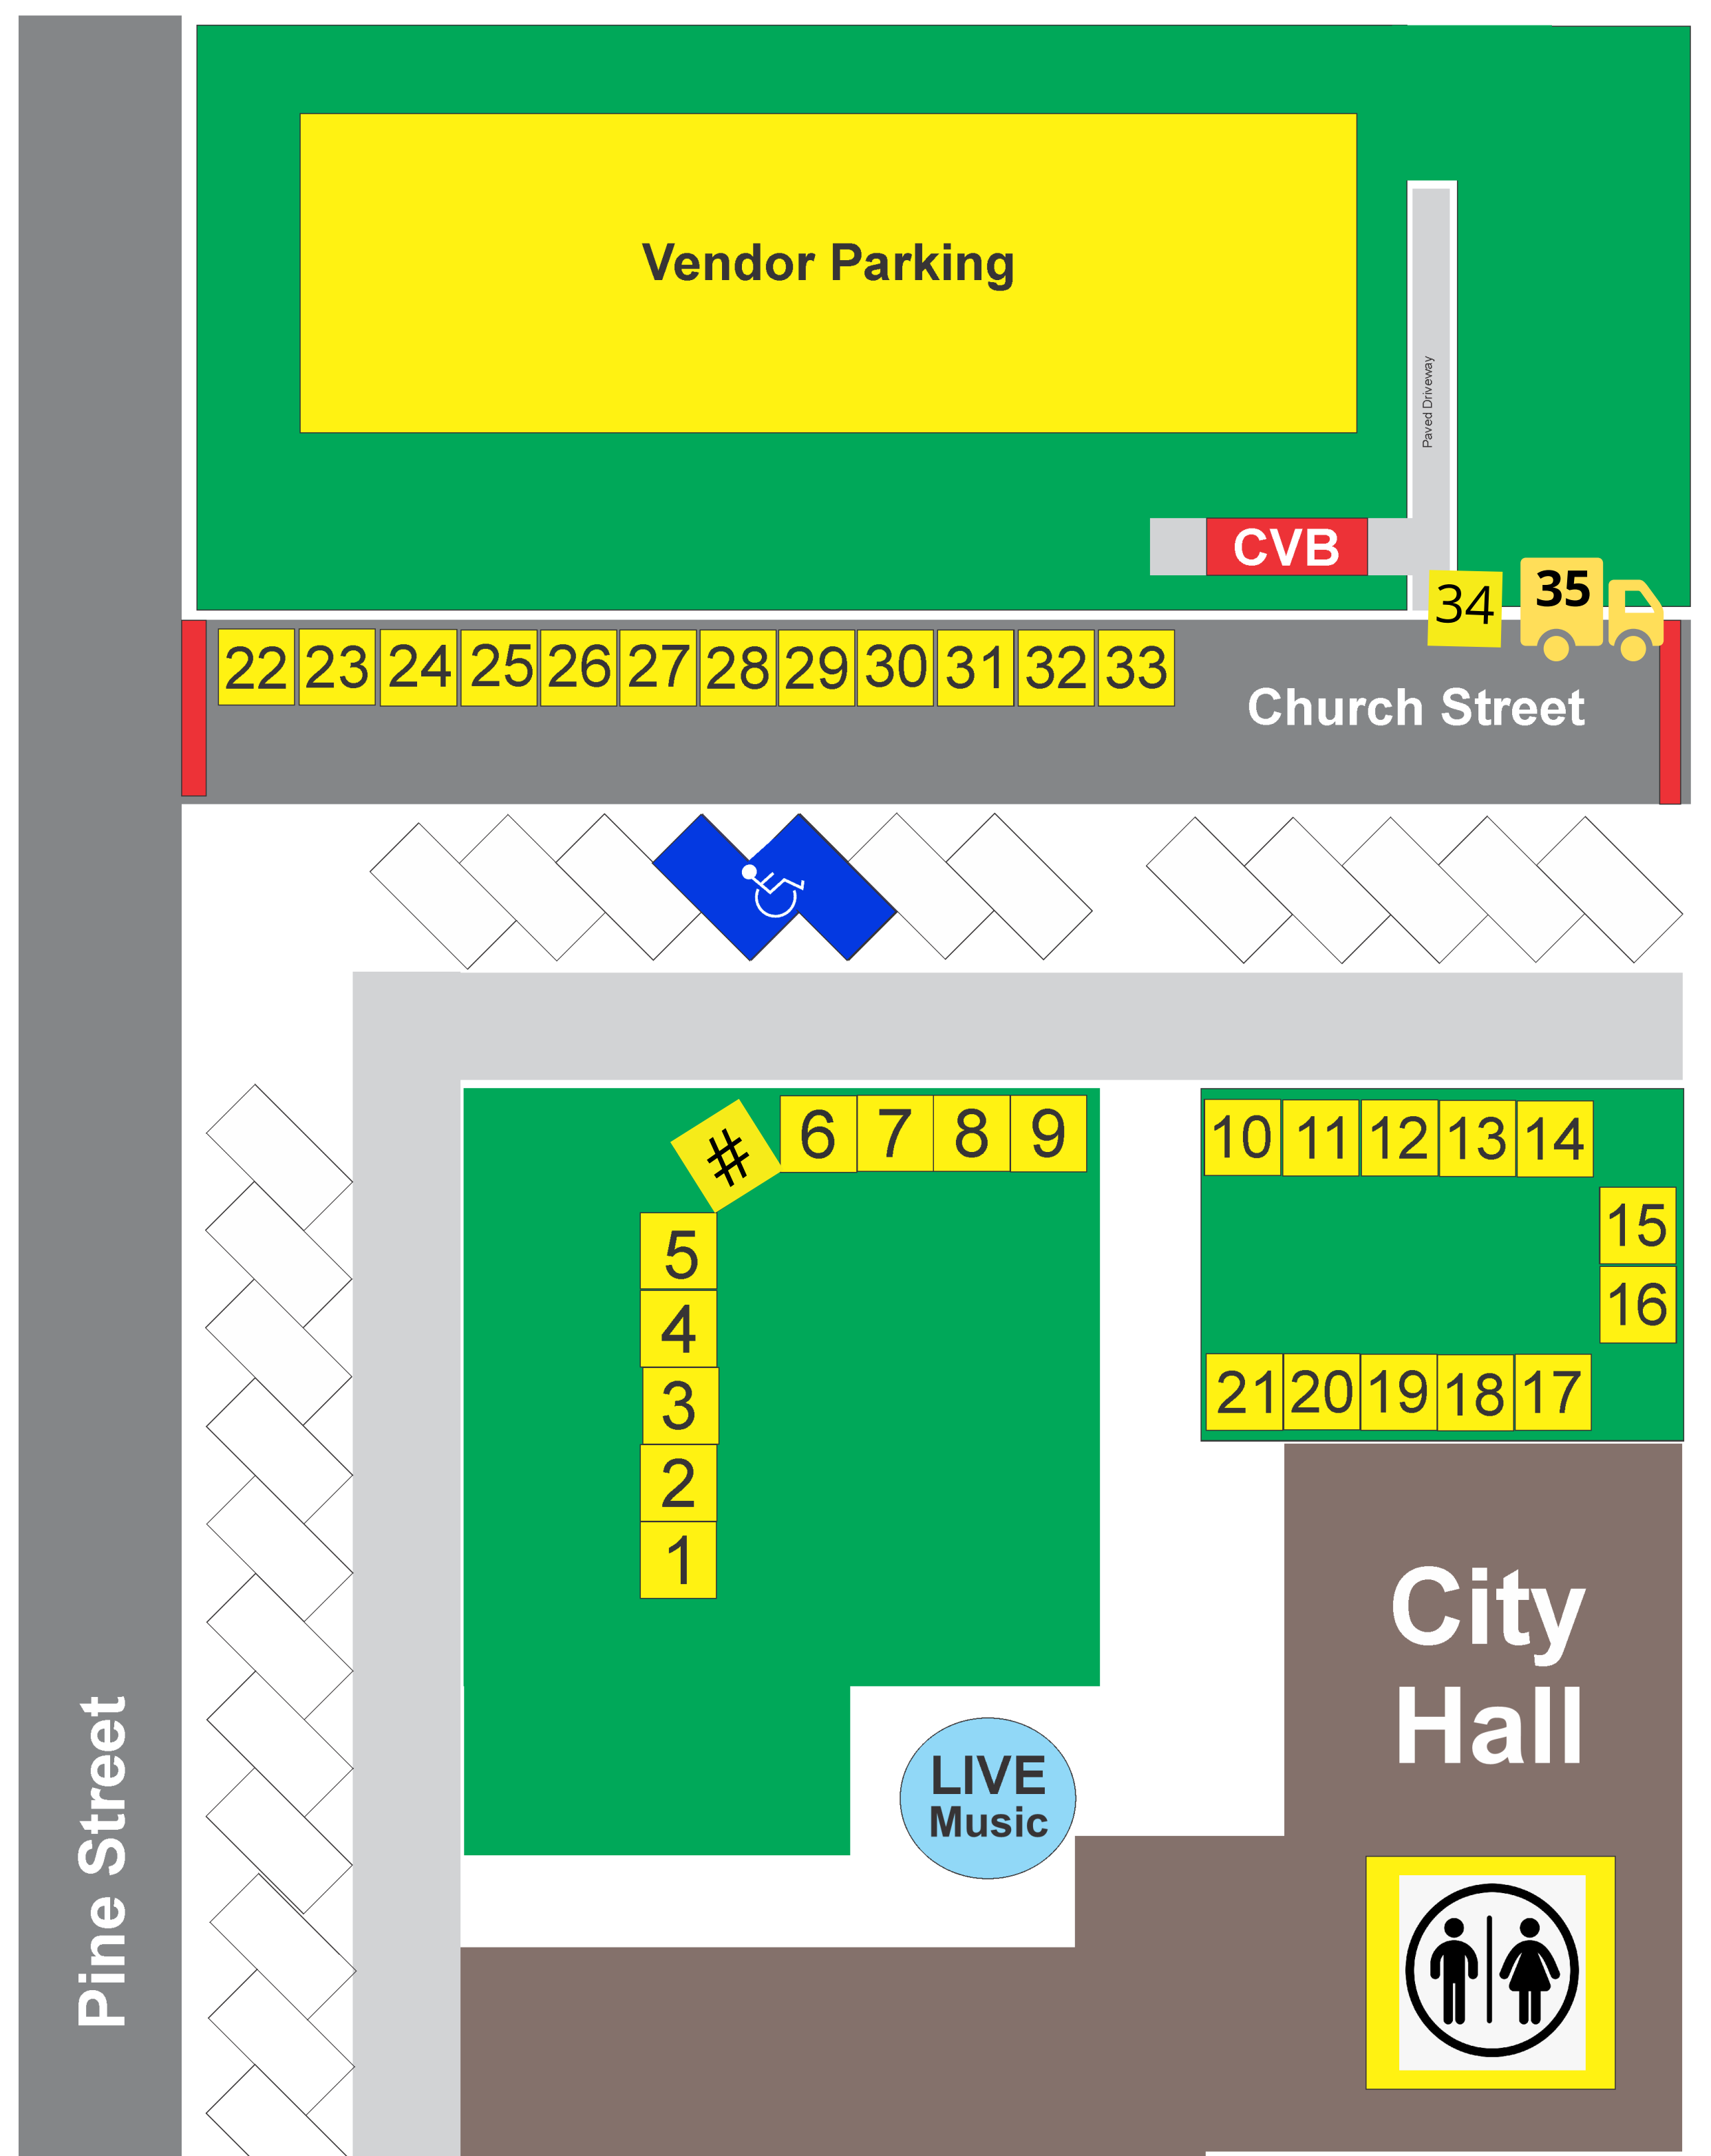 Vendor Parking
Paved Driveway
CVB
34
35
22 23 24 25 26 27 28 29 30 31 32 33
Church Street
# 6 7 8 9
10 11 12 13 14
15
16
5
4
3
2
1
21 20 19 18 17
City
Hall
LIVE
Music
Pine Street